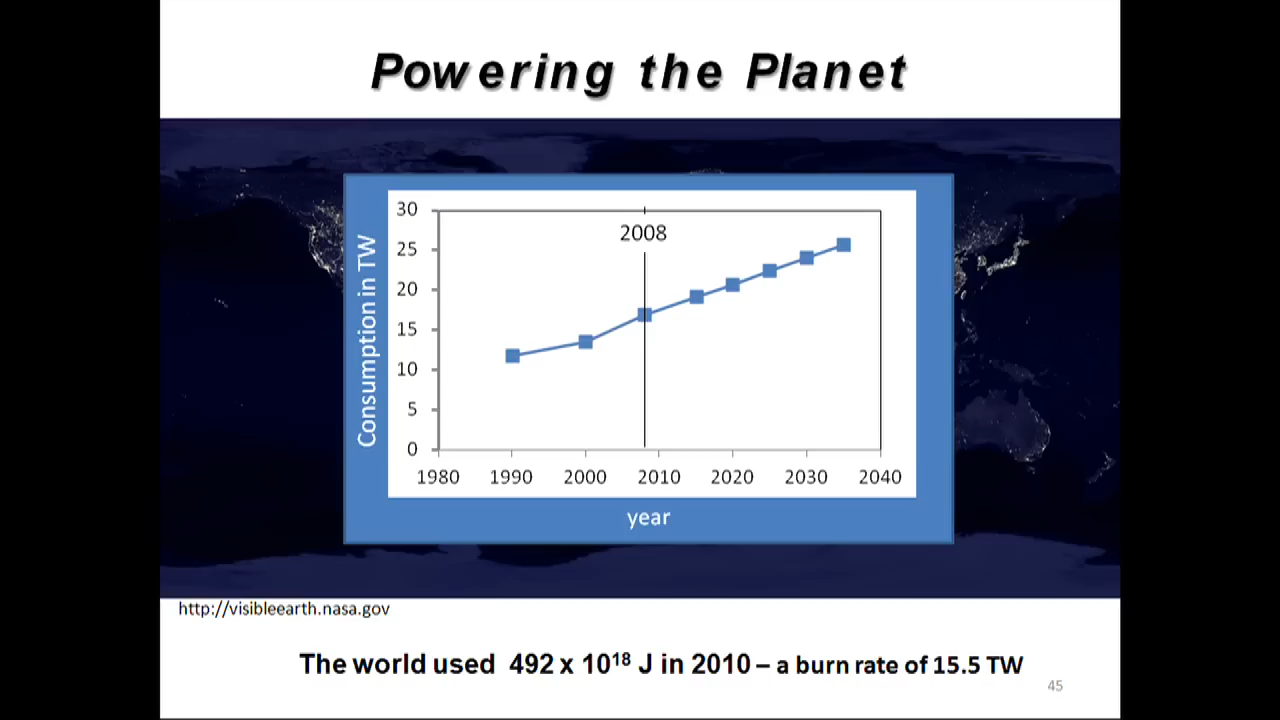 Powering the Planet
30
2008
25
20
15
10
5
0
Consumption in TW
1980 1990 2000 2010 2020 2030 2040
year
http://visibleearth.nasa.gov
The world used 492 x 10¹⁸ J in 2010 – a burn rate of 15.5 TW
45